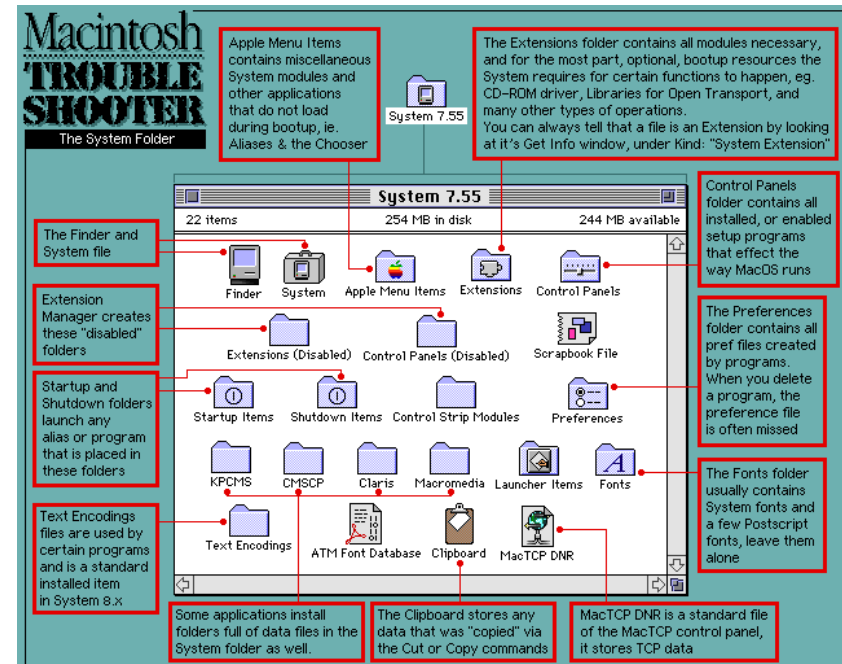 Macintosh
TROUBLE
SHOOTER
The System Folder
Apple Menu Items
contains miscellaneous
System modules and
other applications
that do not load
during bootup, ie.
Aliases & the Chooser
System 7.55
The Extensions folder contains all modules necessary,
and for the most part, optional, bootup resources the
System requires for certain functions to happen, eg.
CD-ROM driver, Libraries for Open Transport, and
many other types of operations.
You can always tell that a file is an Extension by looking
at it's Get Info window, under Kind: "System Extension"
System 7.55
22 items 254 MB in disk 244 MB available
Control Panels
folder contains all
installed, or enabled
setup programs
that effect the
way MacOS runs
The Finder and
System file
Finder System Apple Menu Items Extensions Control Panels
Extension
Manager creates
these "disabled"
folders
Extensions (Disabled) Control Panels (Disabled) Scrapbook File
The Preferences
folder contains all
pref files created
by programs.
When you delete
a program, the
preference file
is often missed
Startup and
Shutdown folders
launch any
alias or program
that is placed in
these folders
Startup Items Shutdown Items Control Strip Modules Preferences
KPCMS CMSCP Claris Macromedia Launcher Items Fonts
The Fonts folder
usually contains
System fonts and
a few Postscript
fonts, leave them
alone
Text Encodings
files are used by
certain programs
and is a standard
installed item
in System 8.x
Text Encodings ATM Font Database Clipboard MacTCP DNR
Some applications install
folders full of data files in the
System folder as well.
The Clipboard stores any
data that was "copied" via
the Cut or Copy commands
MacTCP DNR is a standard file
of the MacTCP control panel,
it stores TCP data